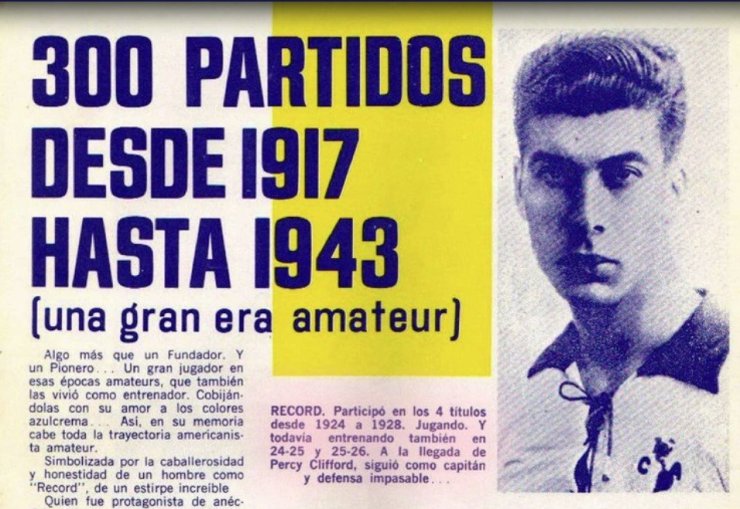 300 PARTIDOS
DESDE 1917
HASTA 1943
(una gran era amateur)
Algo más que un Fundador. Y
un Pionero... Un gran jugador en
esas épocas amateurs, que también
las vivió como entrenador. Cobiján-
dolas con su amor a los colores
azulcrema... Así, en su memoria
cabe toda la trayectoria americanis-
ta amateur.
Simbolizada por la caballerosidad
y honestidad de un hombre como
"Record", de un estirpe increíble
Quien fue protagonista de anéc-
RECORD. Participó en los 4 títulos
desde 1924 a 1928. Jugando. Y
todavía entrenando también en
24-25 y 25-26. A la llegada de
Percy Clifford, siguió como capitán
y defensa impasable...